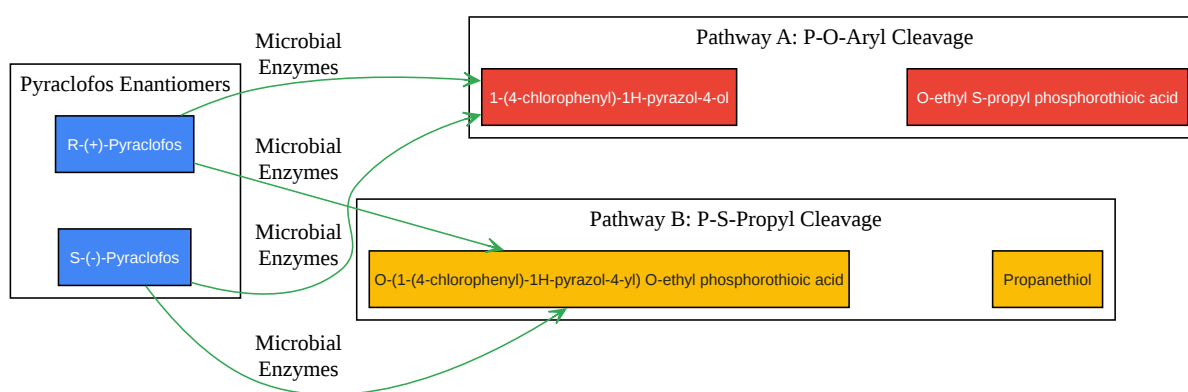 Pyraclofos Enantiomers
R-(+)-Pyraclofos
S-(-)-Pyraclofos
Microbial
Enzymes
Microbial
Enzymes
Microbial
Enzymes
Microbial
Enzymes
Pathway A: P-O-Aryl Cleavage
1-(4-chlorophenyl)-1H-pyrazol-4-ol
O-ethyl S-propyl phosphorothioic acid
Pathway B: P-S-Propyl Cleavage
O-(1-(4-chlorophenyl)-1H-pyrazol-4-yl) O-ethyl phosphorothioic acid
Propanethiol